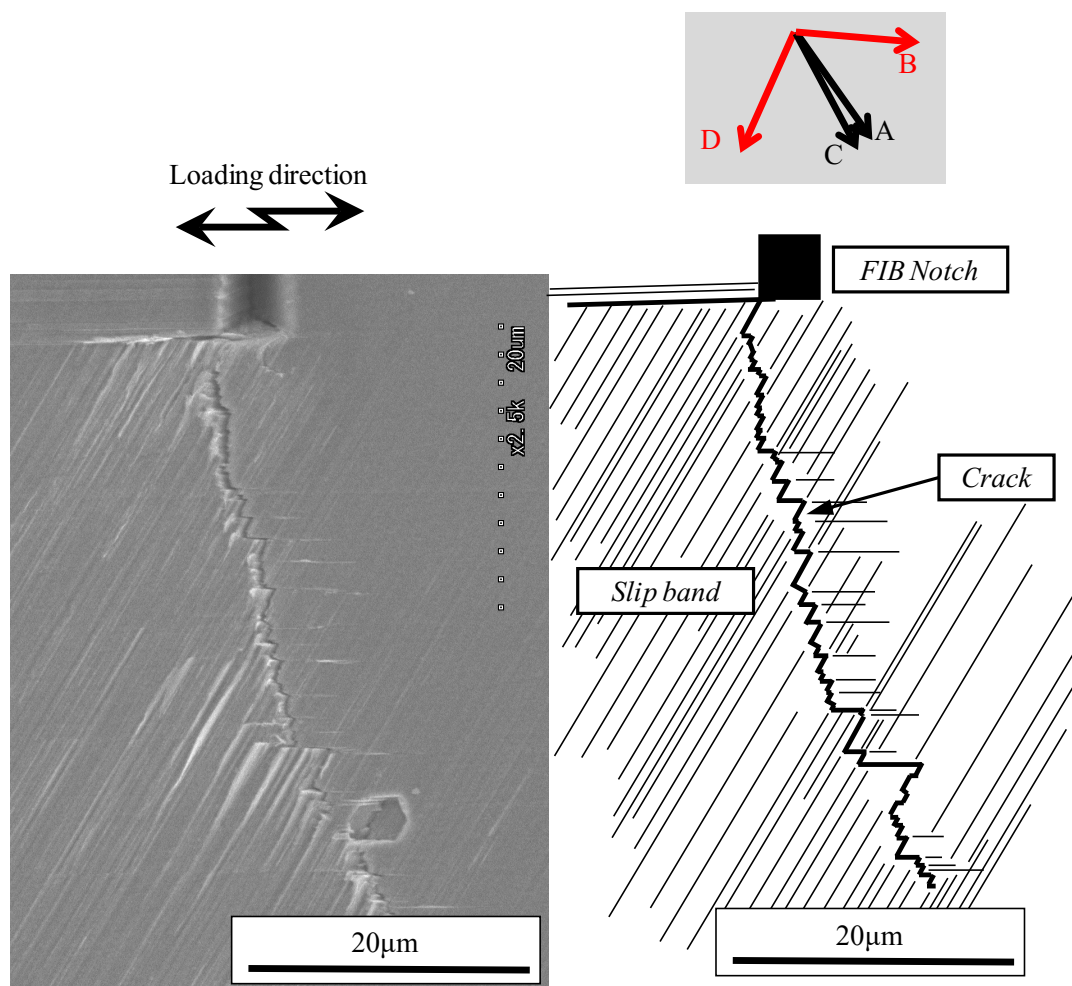 B
A
D
C
Loading direction
FIB Notch
x2.5k 20um
Crack
Slip band
20µm
20µm